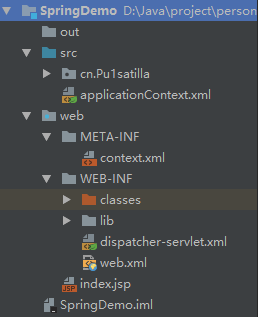 SpringDemo D:\Java\project\person
out
src
cn.Pu1satilla
applicationContext.xml
web
META-INF
context.xml
WEB-INF
classes
lib
dispatcher-servlet.xml
web.xml
index.jsp
SpringDemo.iml